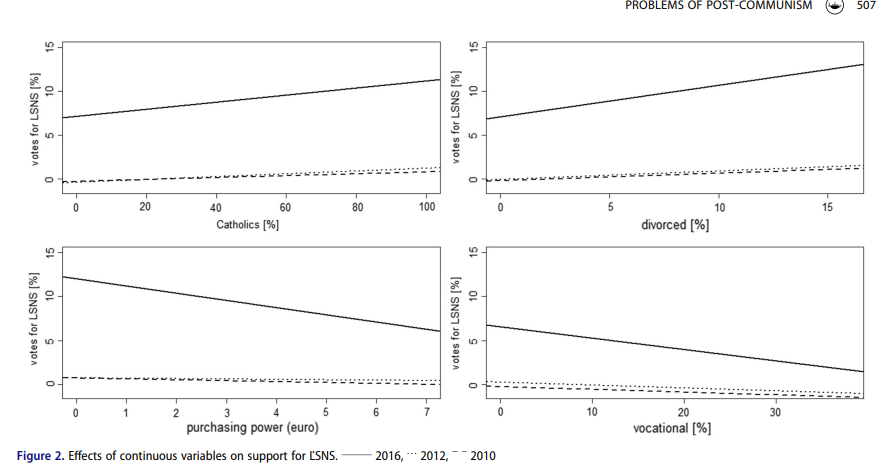 PROBLEMS OF POST-COMMUNISM 507
votes for LSNS [%]
15
10
5
0
0 20 40 60 80 100
Catholics [%]
votes for LSNS [%]
15
10
5
0
0 5 10 15
divorced [%]
votes for LSNS [%]
15
10
5
0
0 1 2 3 4 5 6 7
purchasing power (euro)
votes for LSNS [%]
15
10
5
0
0 10 20 30
vocational [%]
Figure 2. Effects of continuous variables on support for ĽSNS. —— 2016, ··· 2012, – – 2010